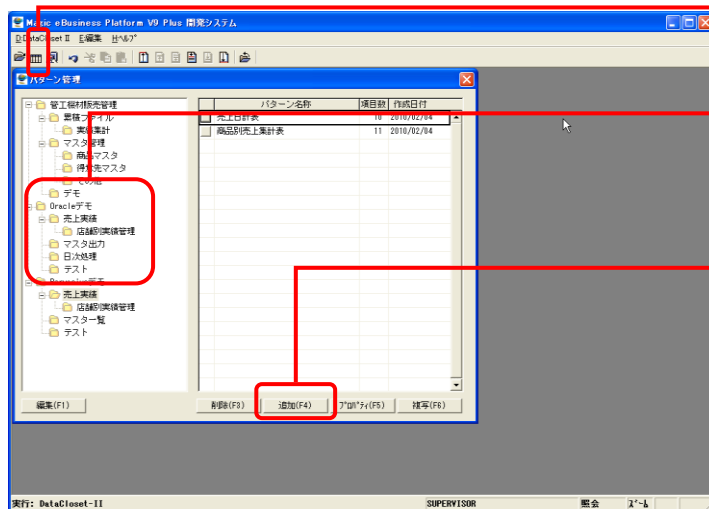 Magic eBusiness Platform V9 Plus 開発システム
D:DataCloset II E:編集 H:ヘルプ
パターン管理
管工機材販売管理
累積ファイル
実績集計
マスタ管理
商品マスタ
得意先マスタ
その他
デモ
Oracleデモ
売上実績
店舗別実績管理
マスタ出力
日次処理
テスト
売上実績
店舗別実績管理
マスター覧
テスト
パターン名称 項目数 作成日付
売上日計表 10 2010/02/04
商品別売上集計表 11 2010/02/04
編集(F1) 削除(F3) 追加(F4) プロパティ(F5) 複写(F6)
実行: DataCloset-II SUPERVISOR 照会 ズーム